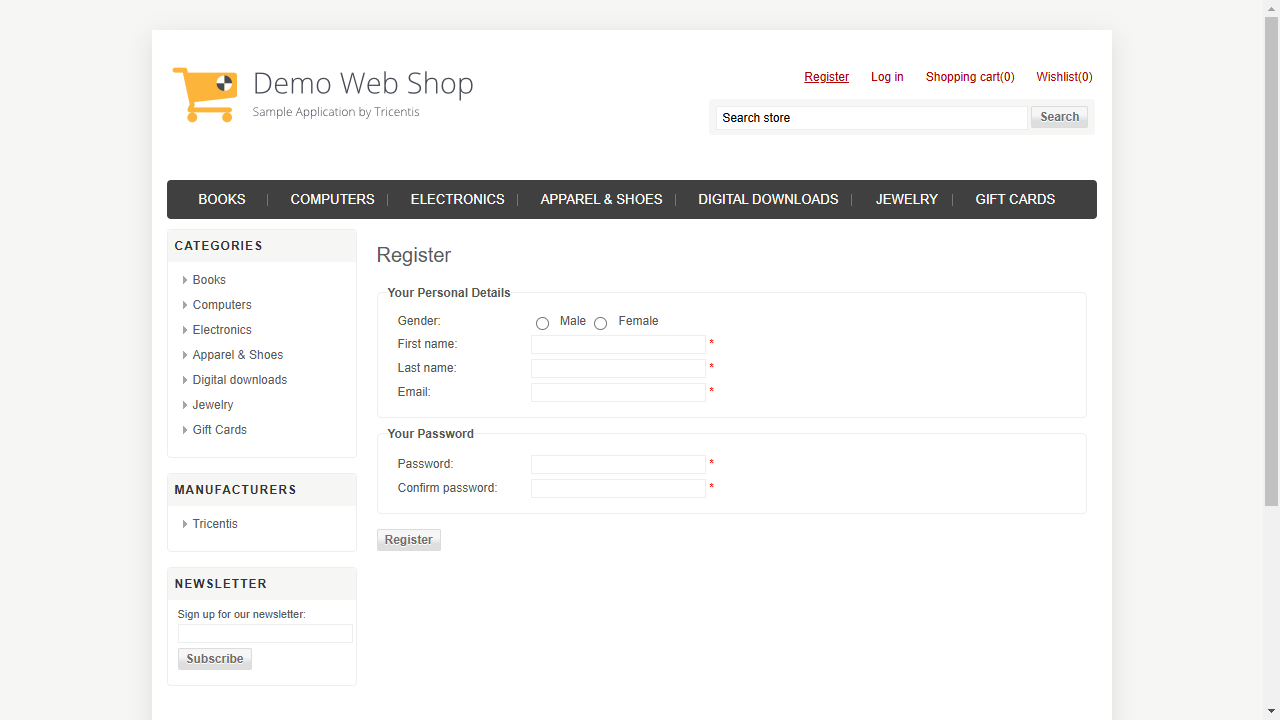 Demo Web Shop
Sample Application by Tricentis
Register Log in Shopping cart(0) Wishlist(0)
Search store Search
BOOKS COMPUTERS ELECTRONICS APPAREL & SHOES DIGITAL DOWNLOADS JEWELRY GIFT CARDS
CATEGORIES
Books
Computers
Electronics
Apparel & Shoes
Digital downloads
Jewelry
Gift Cards
MANUFACTURERS
Tricentis
NEWSLETTER
Sign up for our newsletter:
Subscribe
Register
Your Personal Details
Gender: Male Female
First name: *
Last name: *
Email: *
Your Password
Password: *
Confirm password: *
Register